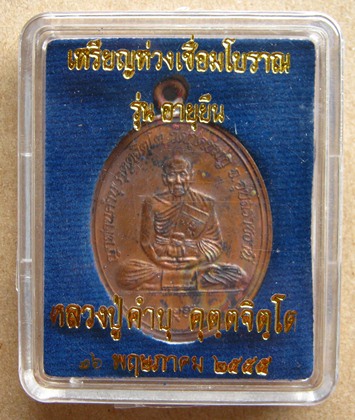 เหรียญห่วงเชื่อมโบราณ
รุ่น อายุยืน
หลวงปู่คำบุ คุตฺตจิตฺโต
๑๖ พฤษภาคม ๒๕๕๕